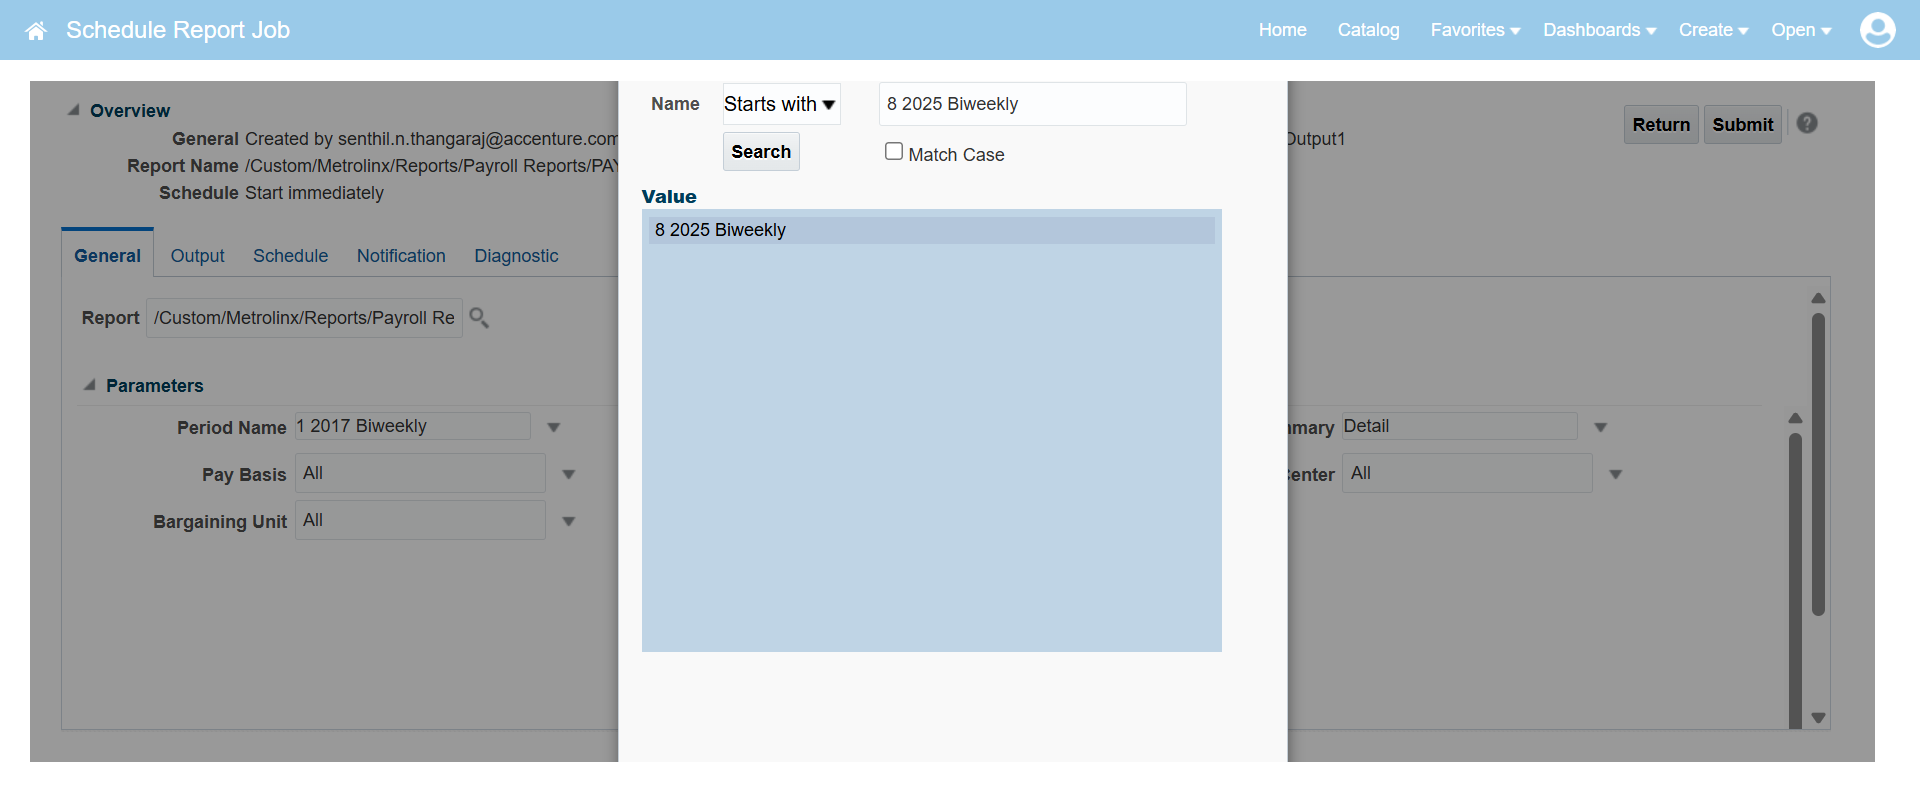 Schedule Report Job
Home Catalog Favorites Dashboards Create Open
Overview
General Created by senthil.n.thangaraj@accenture.com
Output1
Return Submit
Report Name /Custom/Metrolinx/Reports/Payroll Reports/PAY
Schedule Start immediately
General Output Schedule Notification Diagnostic
Report /Custom/Metrolinx/Reports/Payroll Re
Parameters
Period Name 1 2017 Biweekly
Pay Basis All
Bargaining Unit All
mmary Detail
Center All
Name Starts with 8 2025 Biweekly
Search Match Case
Value
8 2025 Biweekly